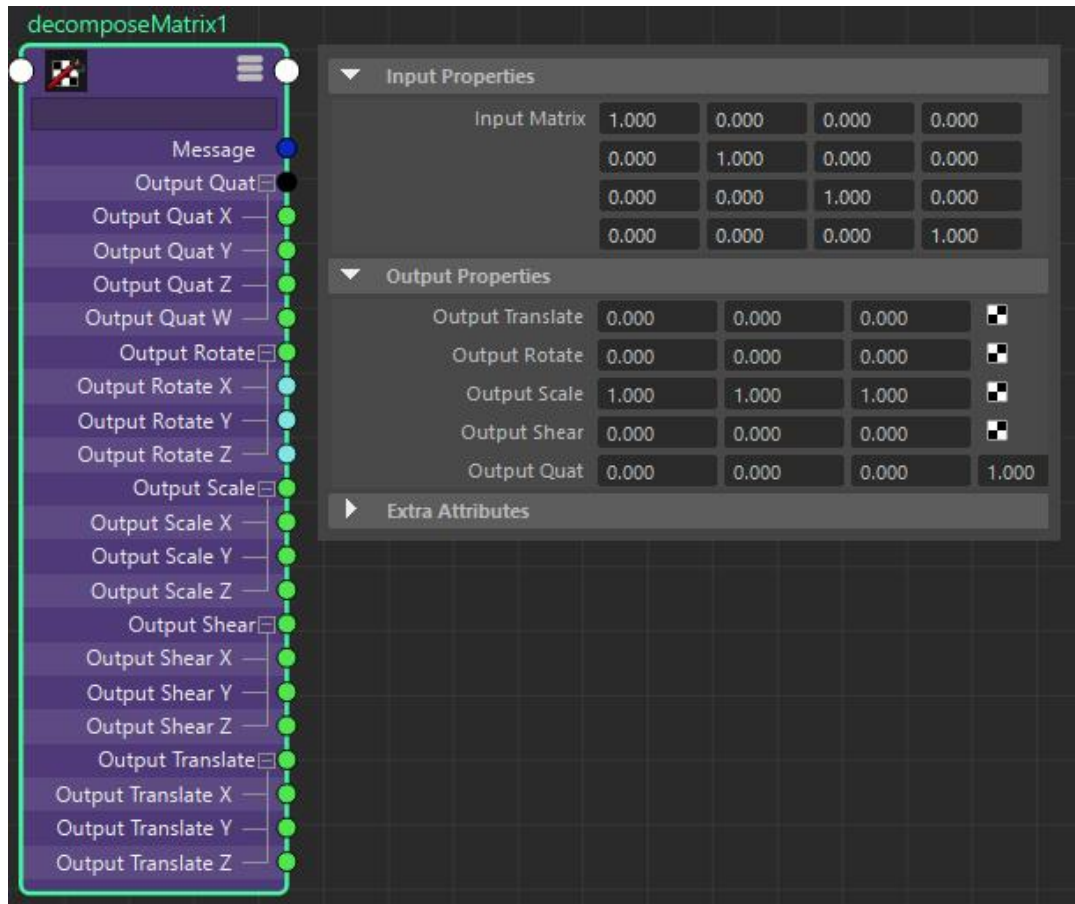 decomposeMatrix1
Message
Output Quat
Output Quat X
Output Quat Y
Output Quat Z
Output Quat W
Output Rotate
Output Rotate X
Output Rotate Y
Output Rotate Z
Output Scale
Output Scale X
Output Scale Y
Output Scale Z
Output Shear
Output Shear X
Output Shear Y
Output Shear Z
Output Translate
Output Translate X
Output Translate Y
Output Translate Z
Input Properties
Input Matrix 1.000 0.000 0.000 0.000
0.000 1.000 0.000 0.000
0.000 0.000 1.000 0.000
0.000 0.000 0.000 1.000
Output Properties
Output Translate 0.000 0.000 0.000
Output Rotate 0.000 0.000 0.000
Output Scale 1.000 1.000 1.000
Output Shear 0.000 0.000 0.000
Output Quat 0.000 0.000 0.000 1.000
Extra Attributes